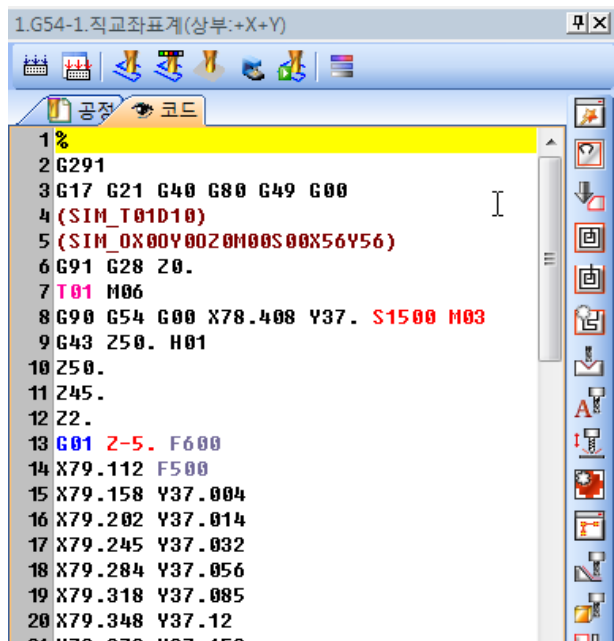 1.G54-1.직교좌표계(상부:+X+Y)
공정 코드
1 %
2 G291
3 G17 G21 G40 G80 G49 G00
4 (SIM_T01D10)
5 (SIM_OX00Y00Z0M00S00X56Y56)
6 G91 G28 Z0.
7 T01 M06
8 G90 G54 G00 X78.408 Y37. S1500 M03
9 G43 Z50. H01
10 Z50.
11 Z45.
12 Z2.
13 G01 Z-5. F600
14 X79.112 F500
15 X79.158 Y37.004
16 X79.202 Y37.014
17 X79.245 Y37.032
18 X79.284 Y37.056
19 X79.318 Y37.085
20 X79.348 Y37.12